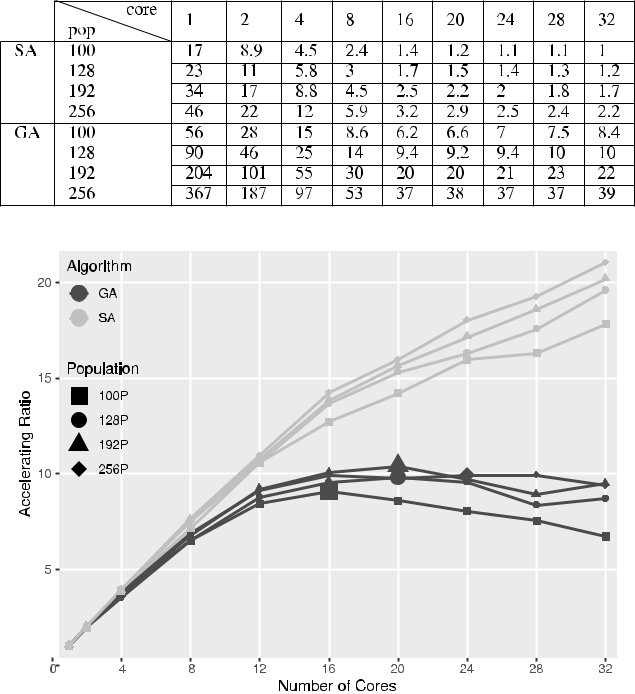 core 1 2 4 8 16 20 24 28 32
pop
SA 100 17 8.9 4.5 2.4 1.4 1.2 1.1 1.1 1
128 23 11 5.8 3 1.7 1.5 1.4 1.3 1.2
192 34 17 8.8 4.5 2.5 2.2 2 1.8 1.7
256 46 22 12 5.9 3.2 2.9 2.5 2.4 2.2
GA 100 56 28 15 8.6 6.2 6.6 7 7.5 8.4
128 90 46 25 14 9.4 9.2 9.4 10 10
192 204 101 55 30 20 20 21 23 22
256 367 187 97 53 37 38 37 37 39
Algorithm
GA
SA
Population
100P
128P
192P
256P
Accelerating Ratio
20
15
10
5
0 4 8 12 16 20 24 28 32
Number of Cores